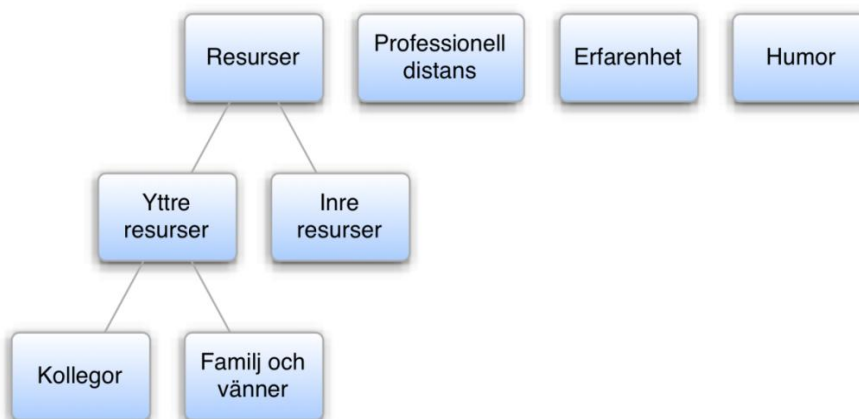 Resurser
Professionell
distans
Erfarenhet
Humor
Yttre
resurser
Inre
resurser
Kollegor
Familj och
vänner